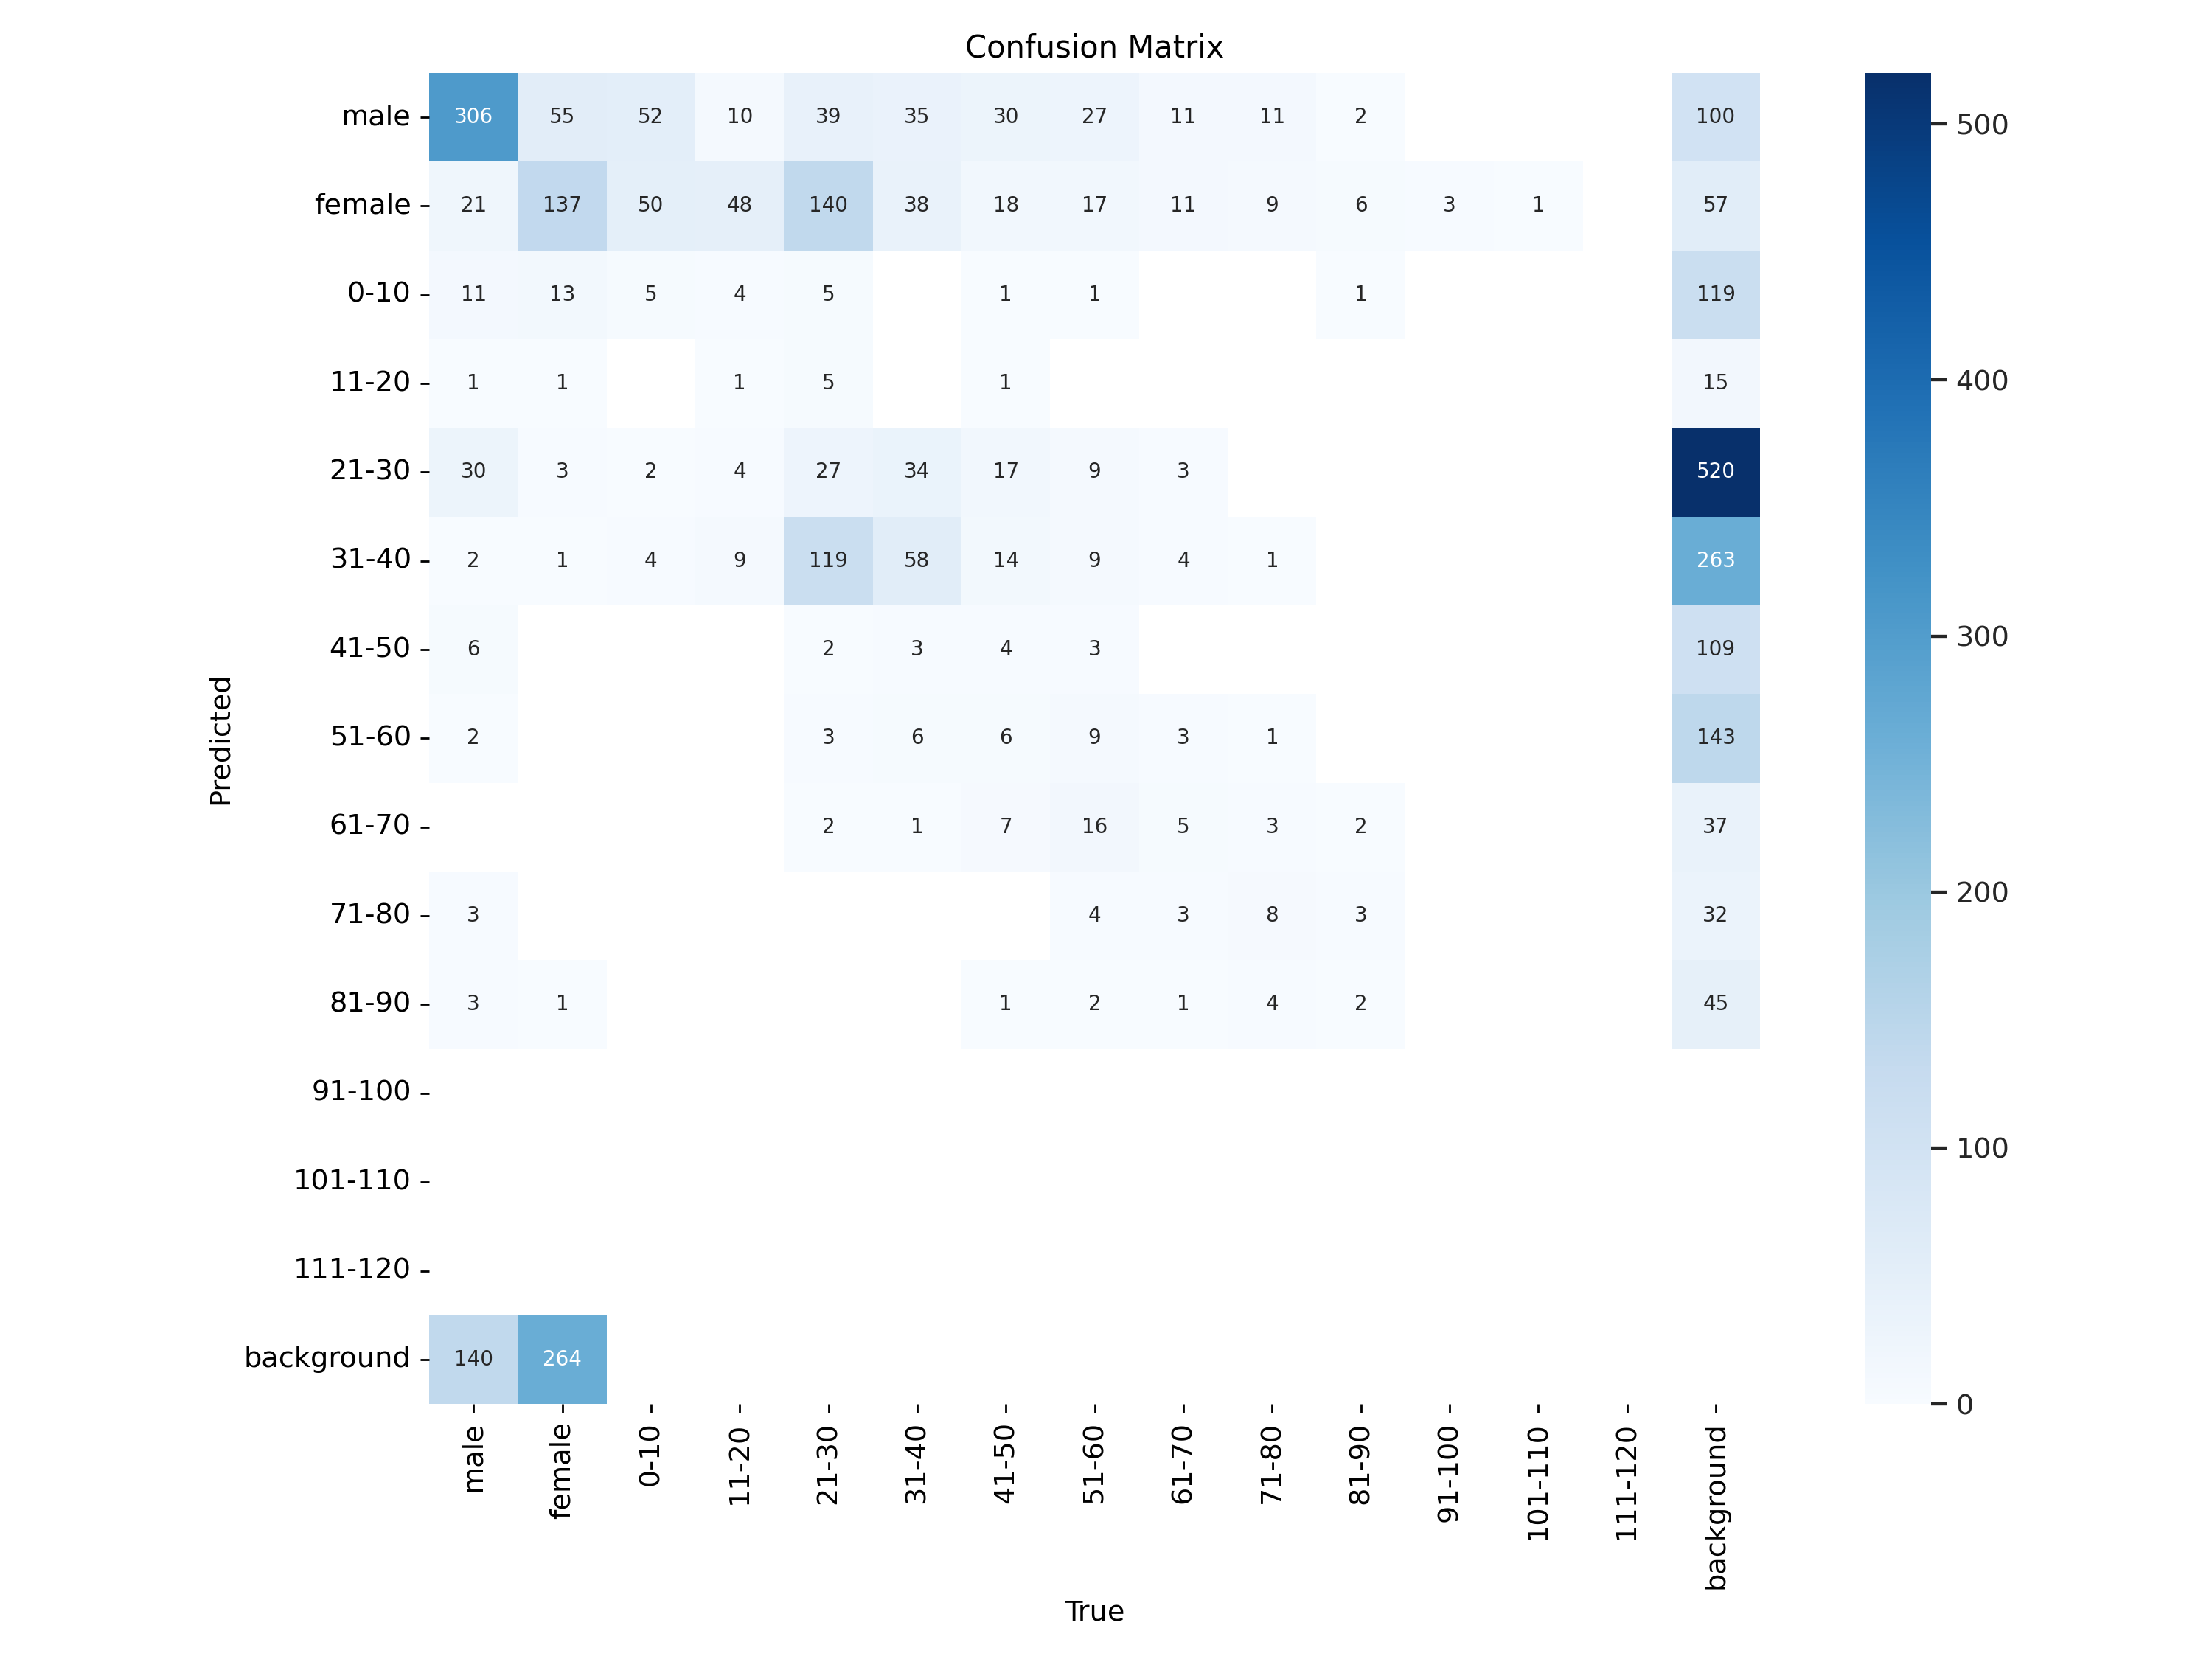 Confusion Matrix
male 306 55 52 10 39 35 30 27 11 11 2 100
female 21 137 50 48 140 38 18 17 11 9 6 3 1 57
0-10 11 13 5 4 5 1 1 1 119
11-20 1 1 1 5 1 15
21-30 30 3 2 4 27 34 17 9 3 520
31-40 2 1 4 9 119 58 14 9 4 1 263
41-50 6 2 3 4 3 109
51-60 2 3 6 6 9 3 1 143
61-70 2 1 7 16 5 3 2 37
71-80 3 4 3 8 3 32
81-90 3 1 1 2 1 4 2 45
91-100
101-110
111-120
background 140 264
male female 0-10 11-20 21-30 31-40 41-50 51-60 61-70 71-80 81-90 91-100 101-110 111-120 background
True
Predicted
500
400
300
200
100
0